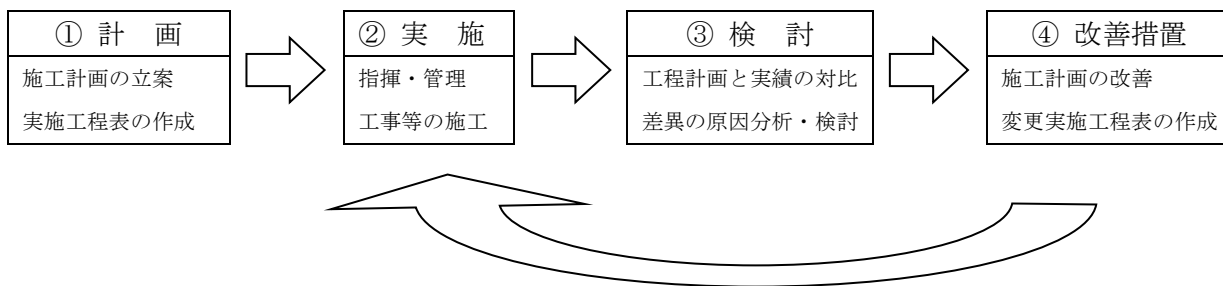 ① 計　画
施工計画の立案
実施工程表の作成
② 実　施
指揮・管理
工事等の施工
③ 検　討
工程計画と実績の対比
差異の原因分析・検討
④ 改善措置
施工計画の改善
変更実施工程表の作成